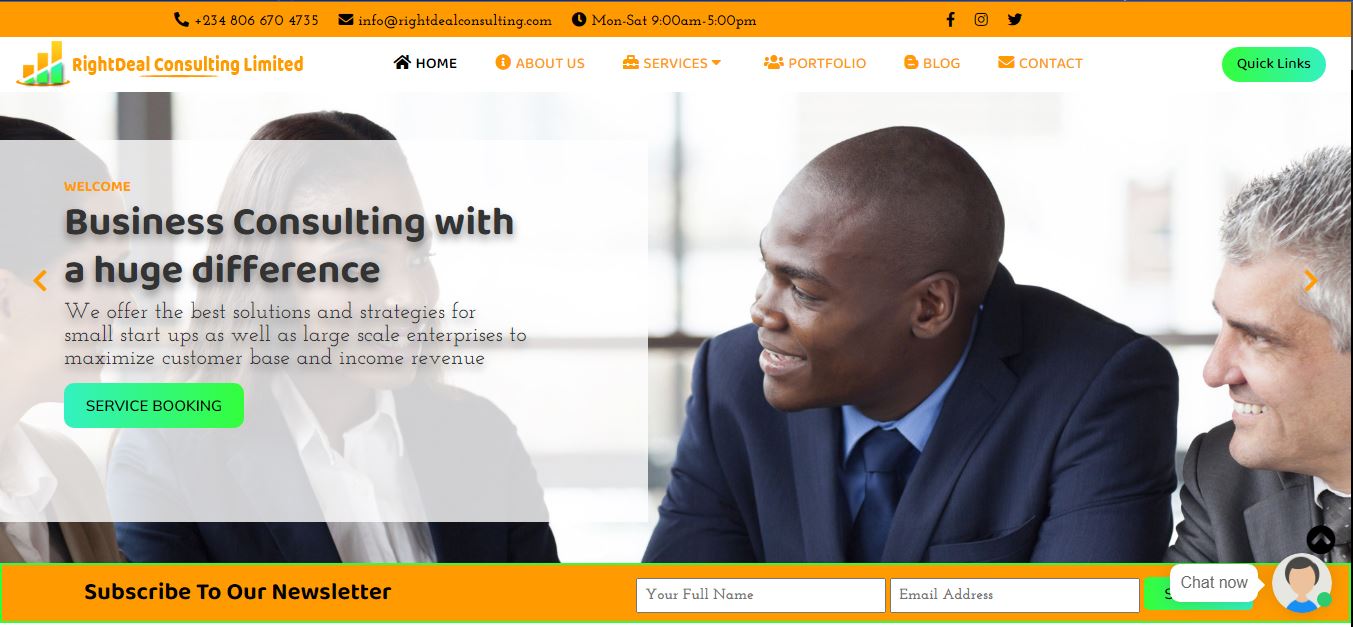 +234 806 670 4735 info@rightdealconsulting.com Mon-Sat 9:00am-5:00pm
RightDeal Consulting Limited HOME ABOUT US SERVICES PORTFOLIO BLOG CONTACT Quick Links
WELCOME
Business Consulting with
a huge difference
We offer the best solutions and strategies for
small start ups as well as large scale enterprises to
maximize customer base and income revenue
SERVICE BOOKING
Subscribe To Our Newsletter
Your Full Name Email Address
Chat now